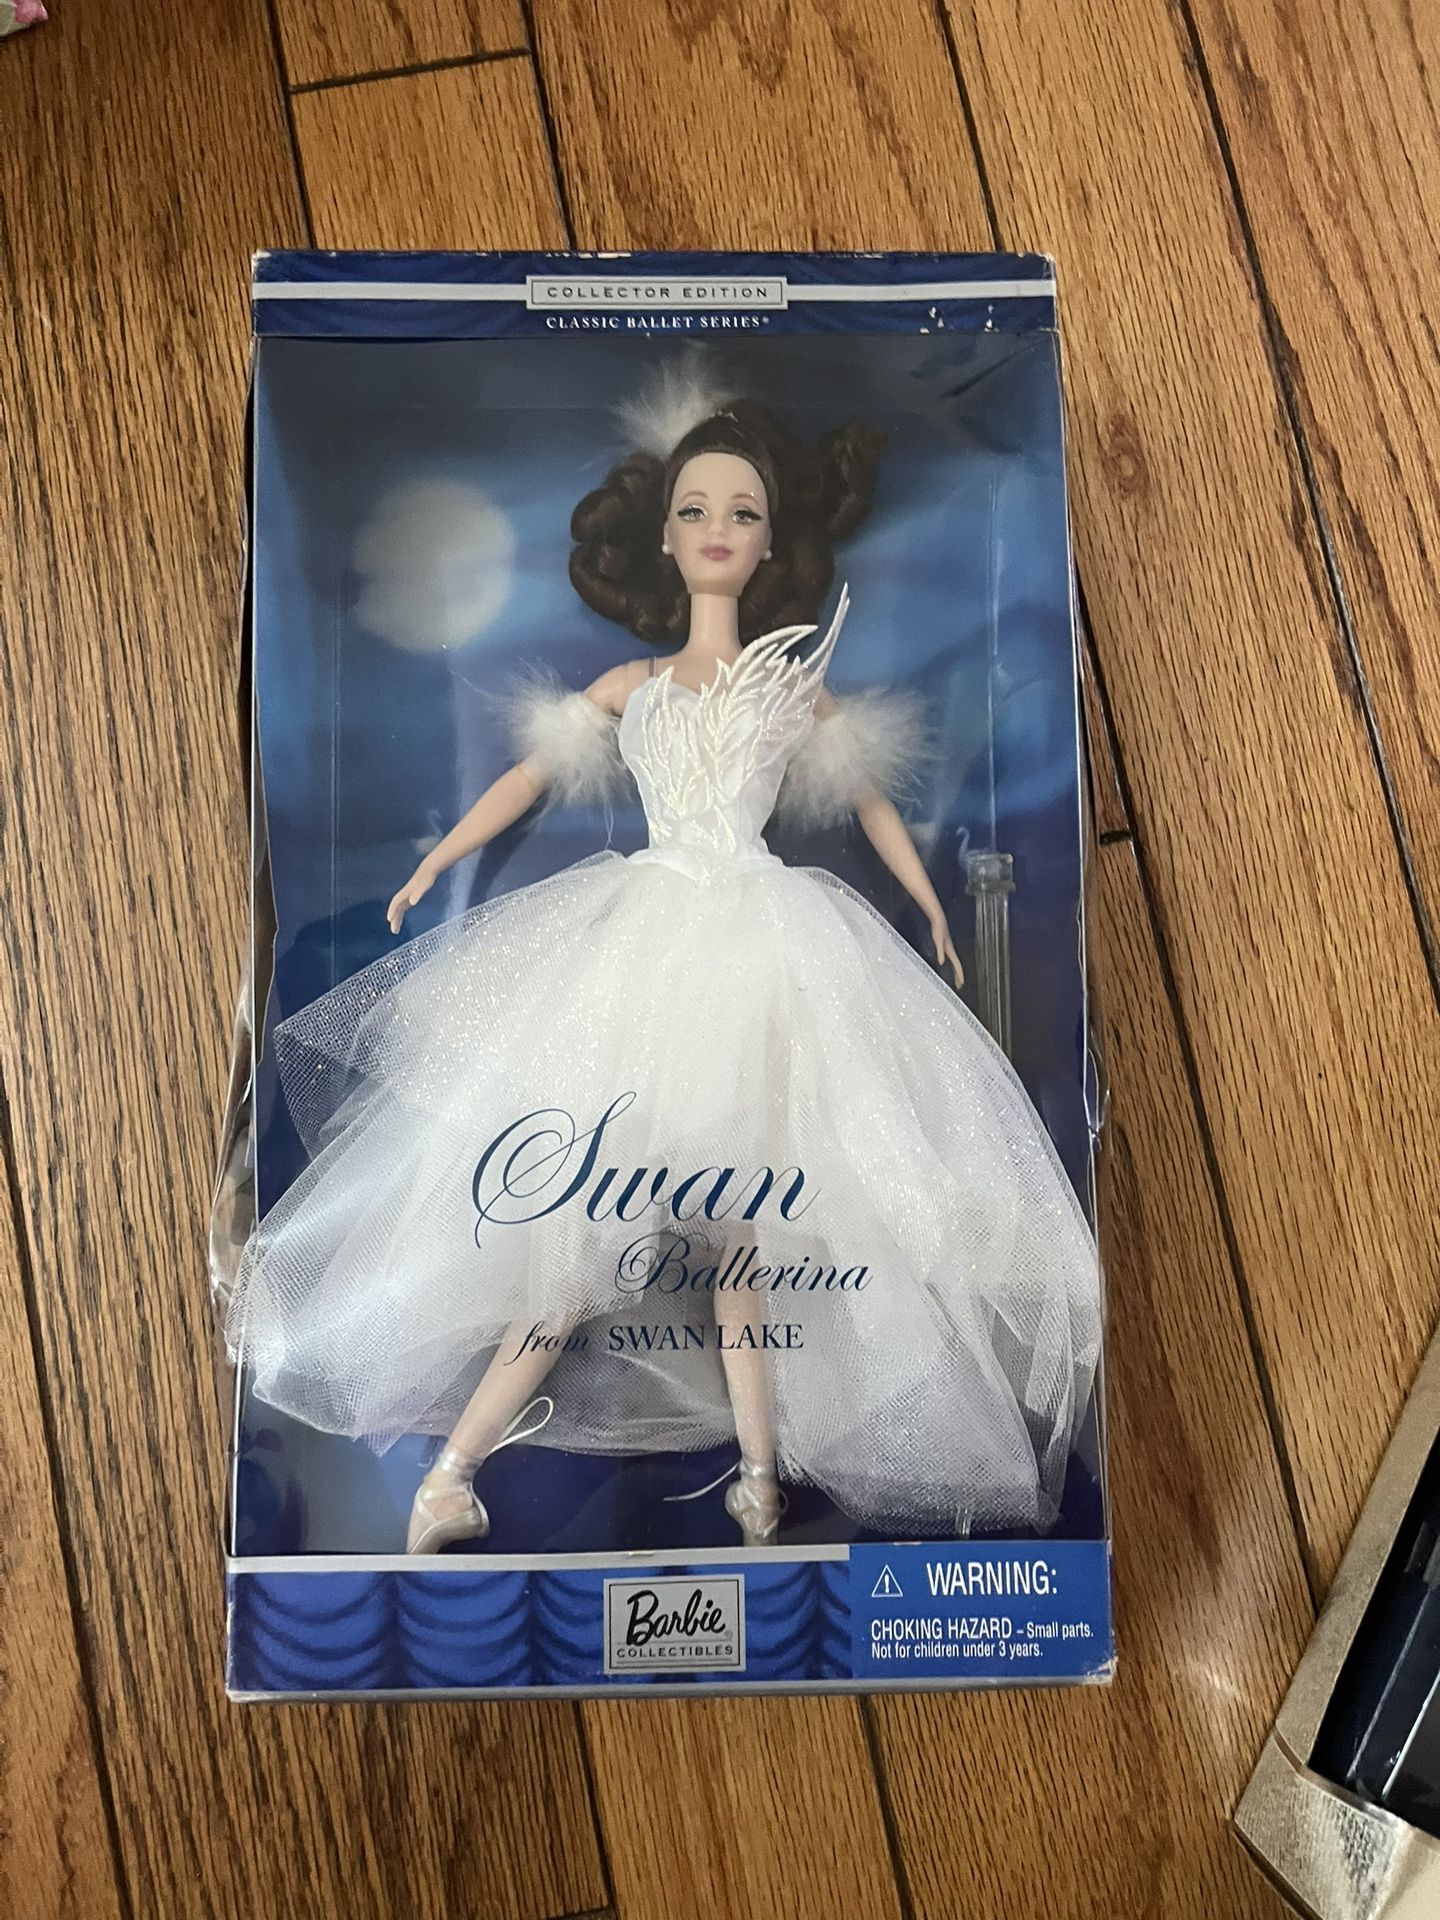 COLLECTOR EDITION
CLASSIC BALLET SERIES®
Swan
Ballerina
from SWAN LAKE
Barbie
COLLECTIBLES
WARNING:
CHOKING HAZARD – Small parts.
Not for children under 3 years.